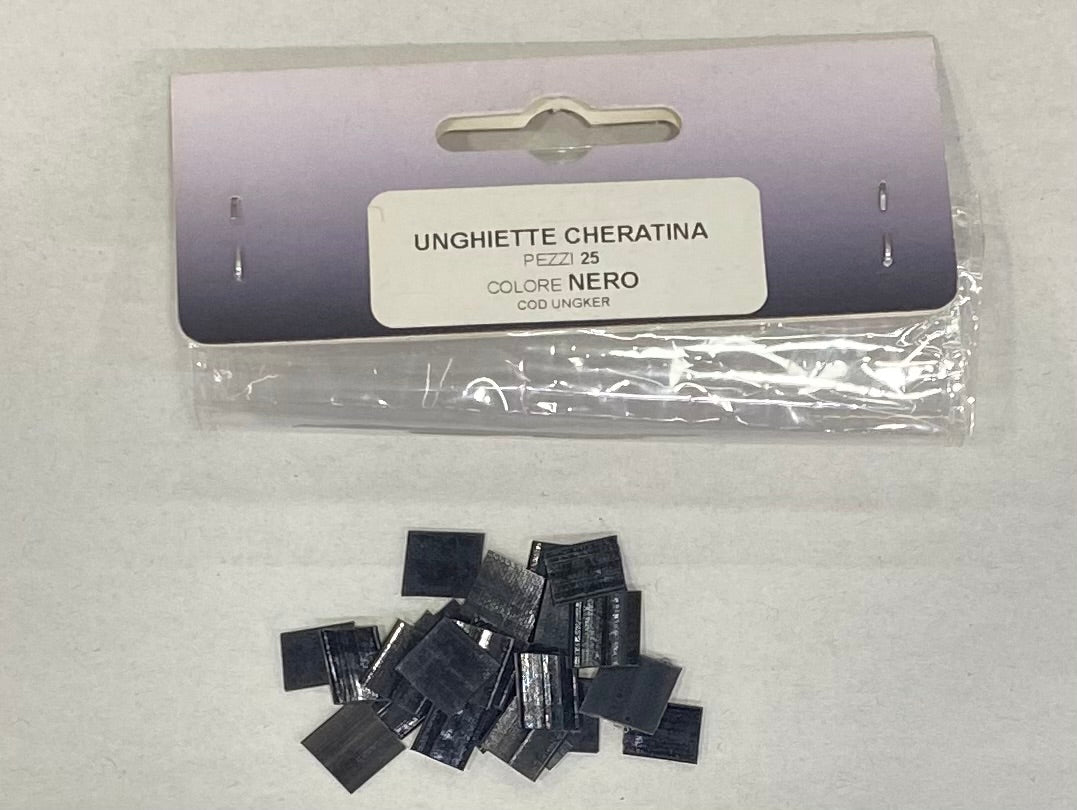 UNGHIETTE CHERATINA
PEZZI 25
COLORE NERO
COD UNGKER